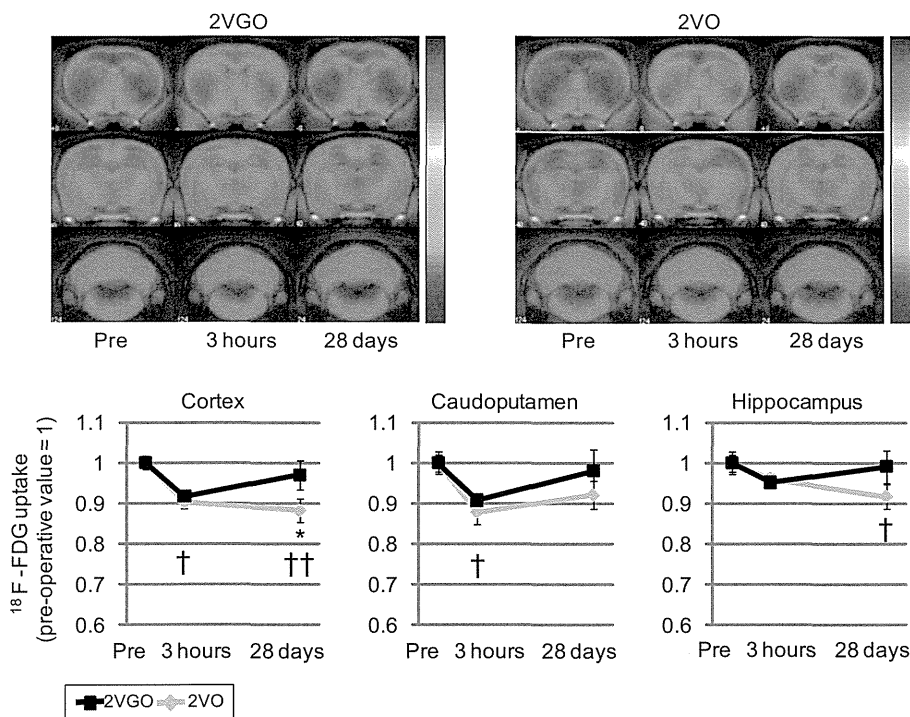 2VGO
2VO
Pre
3 hours
28 days
Pre
3 hours
28 days
Cortex
Caudoputamen
Hippocampus
¹⁸F-FDG uptake
(pre-operative value = 1)
1.1
1
0.9
0.8
0.7
0.6
*
†
††
Pre 3 hours 28 days
1.1
1
0.9
0.8
0.7
0.6
†
Pre 3 hours 28 days
1.1
1
0.9
0.8
0.7
0.6
†
Pre 3 hours 28 days
2VGO 2VO